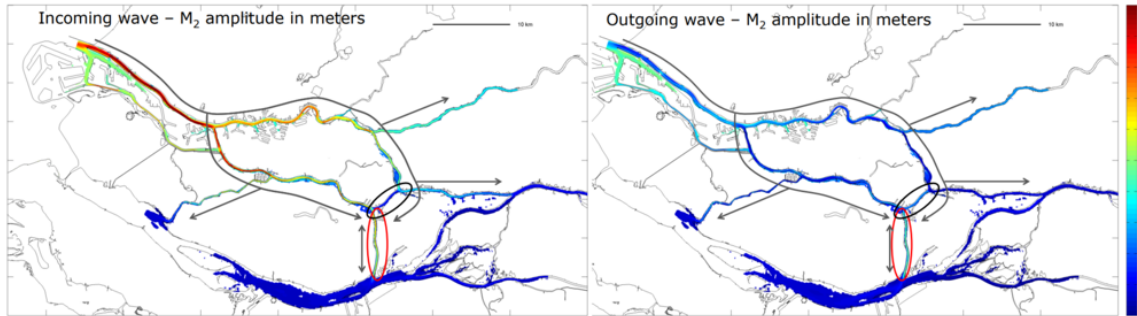 Incoming wave – M₂ amplitude in meters
10 km
Outgoing wave – M₂ amplitude in meters
10 km